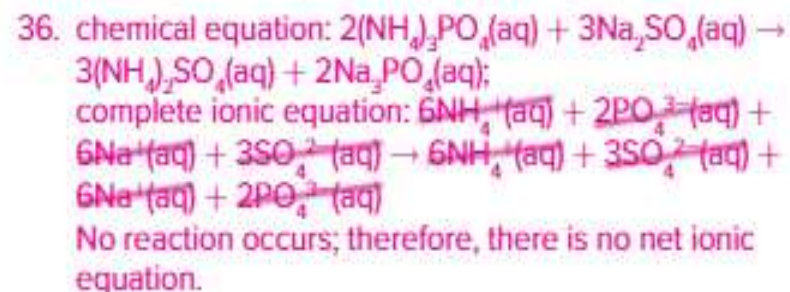 36. chemical equation: 2(NH₄)₃PO₄(aq) + 3Na₂SO₄(aq) →
3(NH₄)₂SO₄(aq) + 2Na₃PO₄(aq);
complete ionic equation: 6NH₄⁺(aq) + 2PO₄³⁻(aq) +
6Na⁺(aq) + 3SO₄²⁻(aq) → 6NH₄⁺(aq) + 3SO₄²⁻(aq) +
6Na⁺(aq) + 2PO₄³⁻(aq)
No reaction occurs; therefore, there is no net ionic
equation.